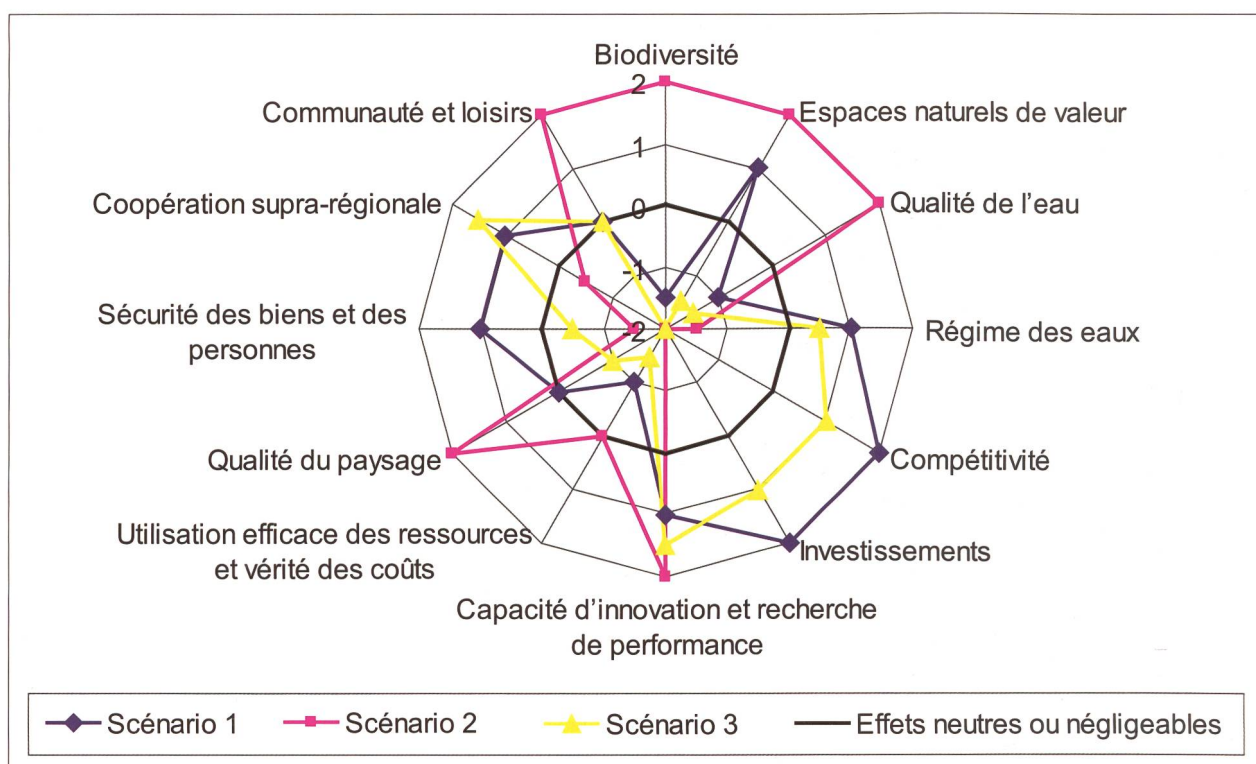 Biodiversité
2
Communauté et loisirs
Espaces naturels de valeur
1
Coopération supra-régionale
Qualité de l'eau
0
-1
Sécurité des biens et des
personnes
-2
Régime des eaux
Qualité du paysage
Compétitivité
Utilisation efficace des ressources
et vérité des coûts
Investissements
Capacité d'innovation et recherche
de performance
Scénario 1
Scénario 2
Scénario 3
Effets neutres ou négligeables